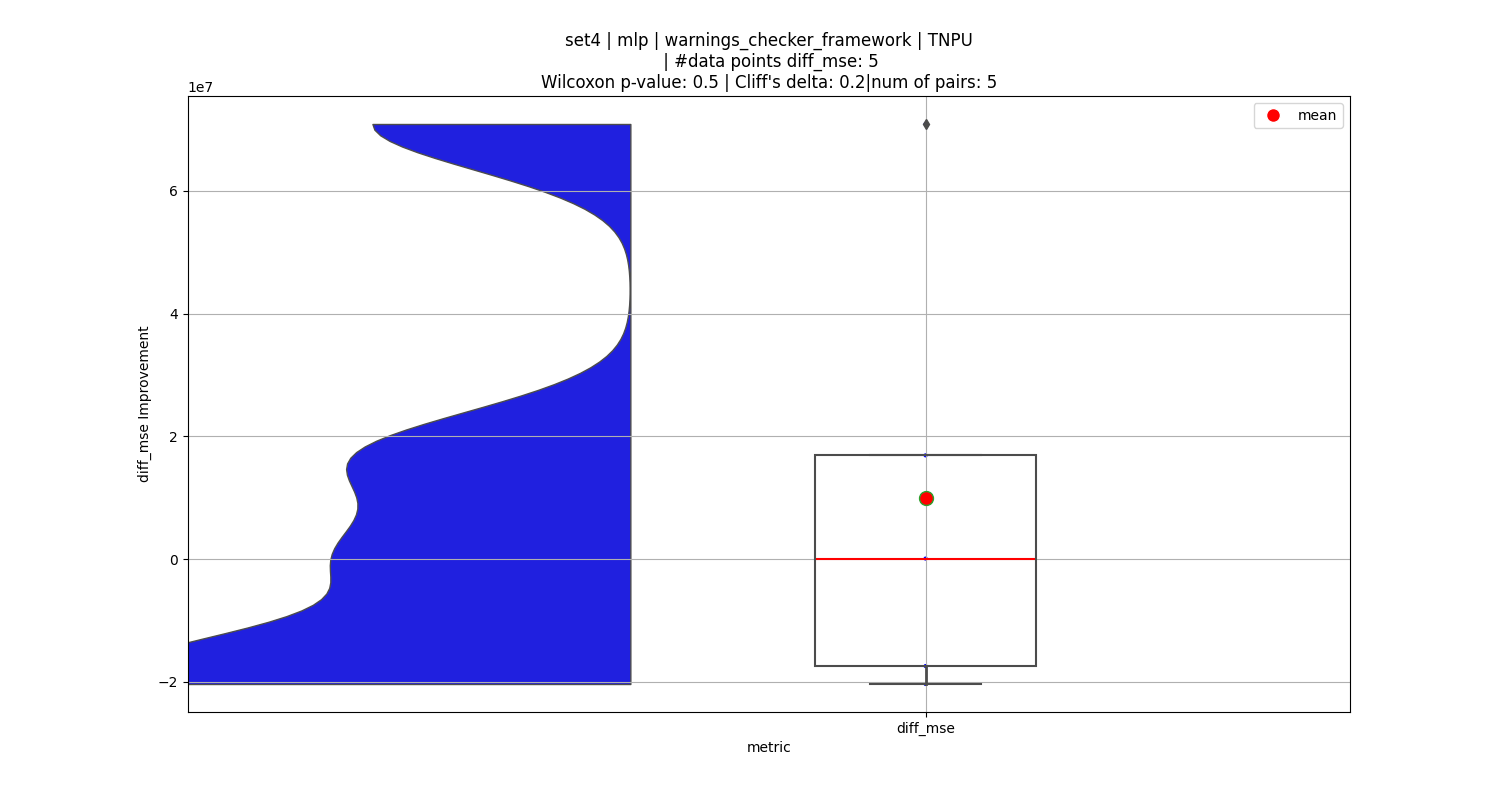 set4 | mlp | warnings_checker_framework | TNPU
| #data points diff_mse: 5
Wilcoxon p-value: 0.5 | Cliff's delta: 0.2|num of pairs: 5
1e7
mean
6
4
2
0
−2
diff_mse Improvement
diff_mse
metric